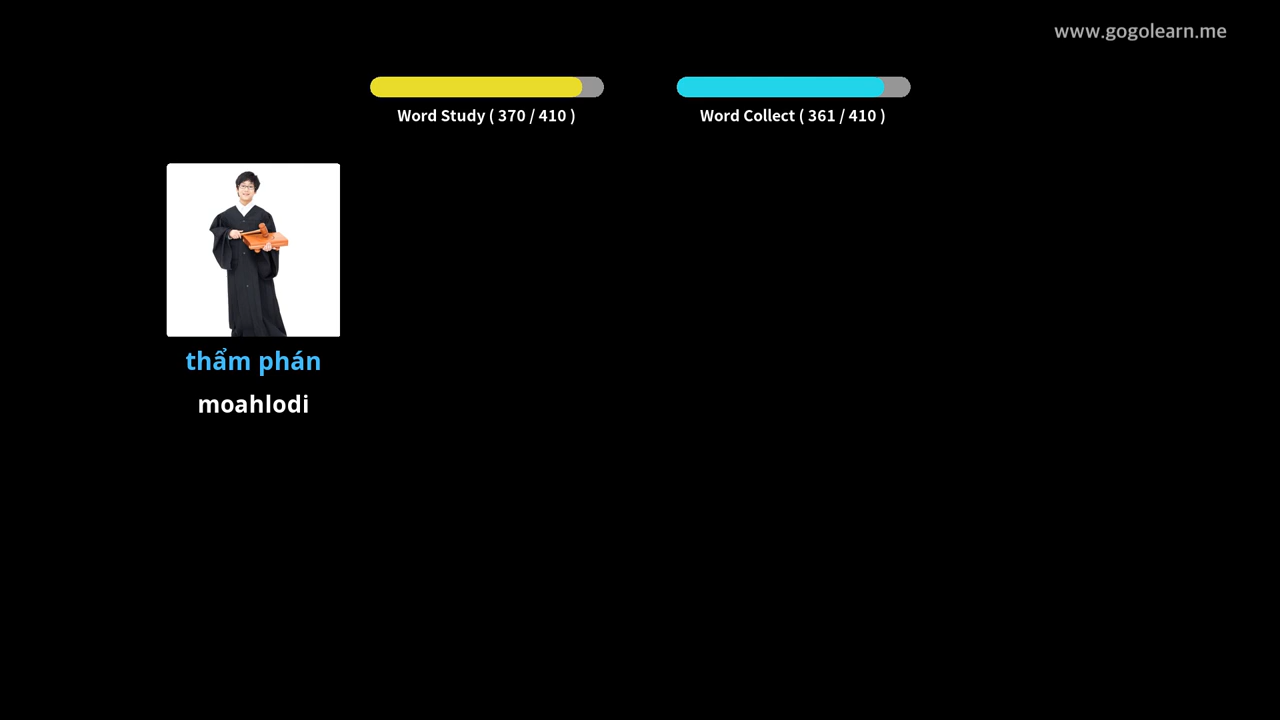 www.gogolearn.me
Word Study ( 370 / 410 )
Word Collect ( 361 / 410 )
thẩm phán
moahlodi